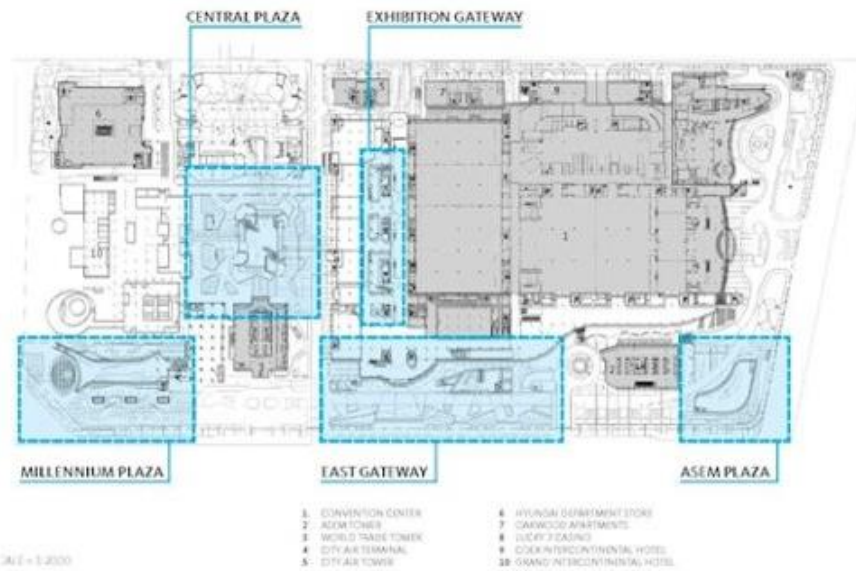 CENTRAL PLAZA
EXHIBITION GATEWAY
MILLENNIUM PLAZA
EAST GATEWAY
ASEM PLAZA
1. CONVENTION CENTER
2 ASEM TOWER
3 WORLD TRADE TOWER
4 CITY AIR TERMINAL
5 CITY AIR TOWER
6 HYUNDAI DEPARTMENT STORE
7 OAKWOOD APARTMENTS
8 LUCKY 7 CASINO
9 COEX INTERCONTINENTAL HOTEL
10 GRAND INTERCONTINENTAL HOTEL